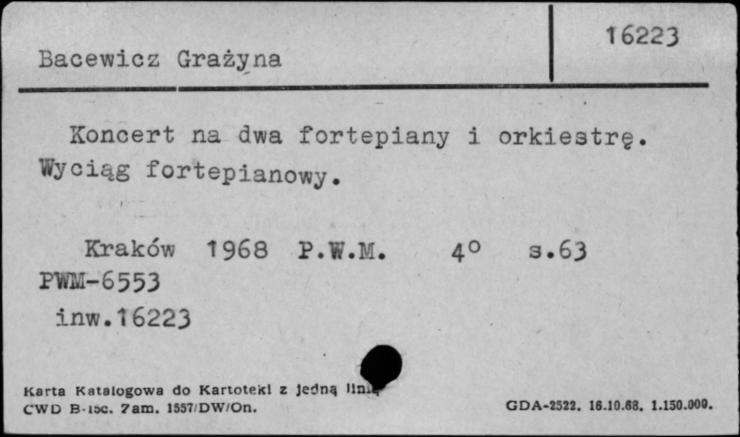 16223
Bacewicz Grażyna
Koncert na dwa fortepiany i orkiestrę.
Wyciąg fortepianowy.
Kraków 1968 P.W.M. 4° s.63
PWM-6553
inw.16223
Karta Katalogowa do Kartoteki z jedną linią
CWD B-15c. Zam. 1557/DW/On.
GDA-2522. 16.10.68. 1.150.000.